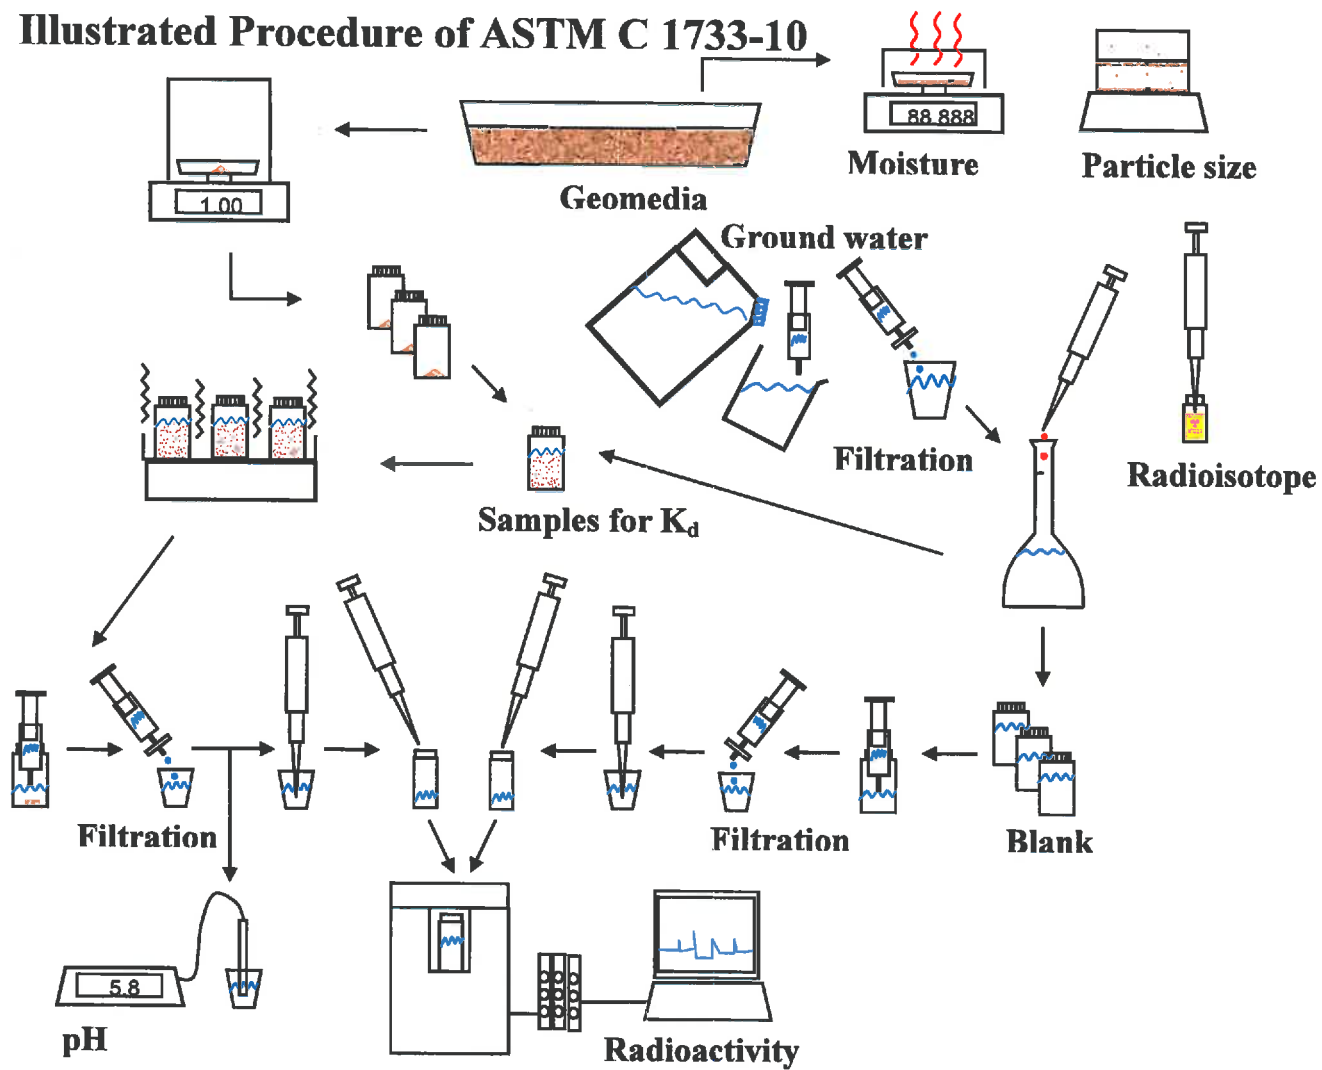 Illustrated Procedure of ASTM C 1733-10
88.888
Moisture
Particle size
1.00
Geomedia
Ground water
Filtration
Radioisotope
Samples for Kd
Filtration
Filtration
Blank
5.8
pH
Radioactivity